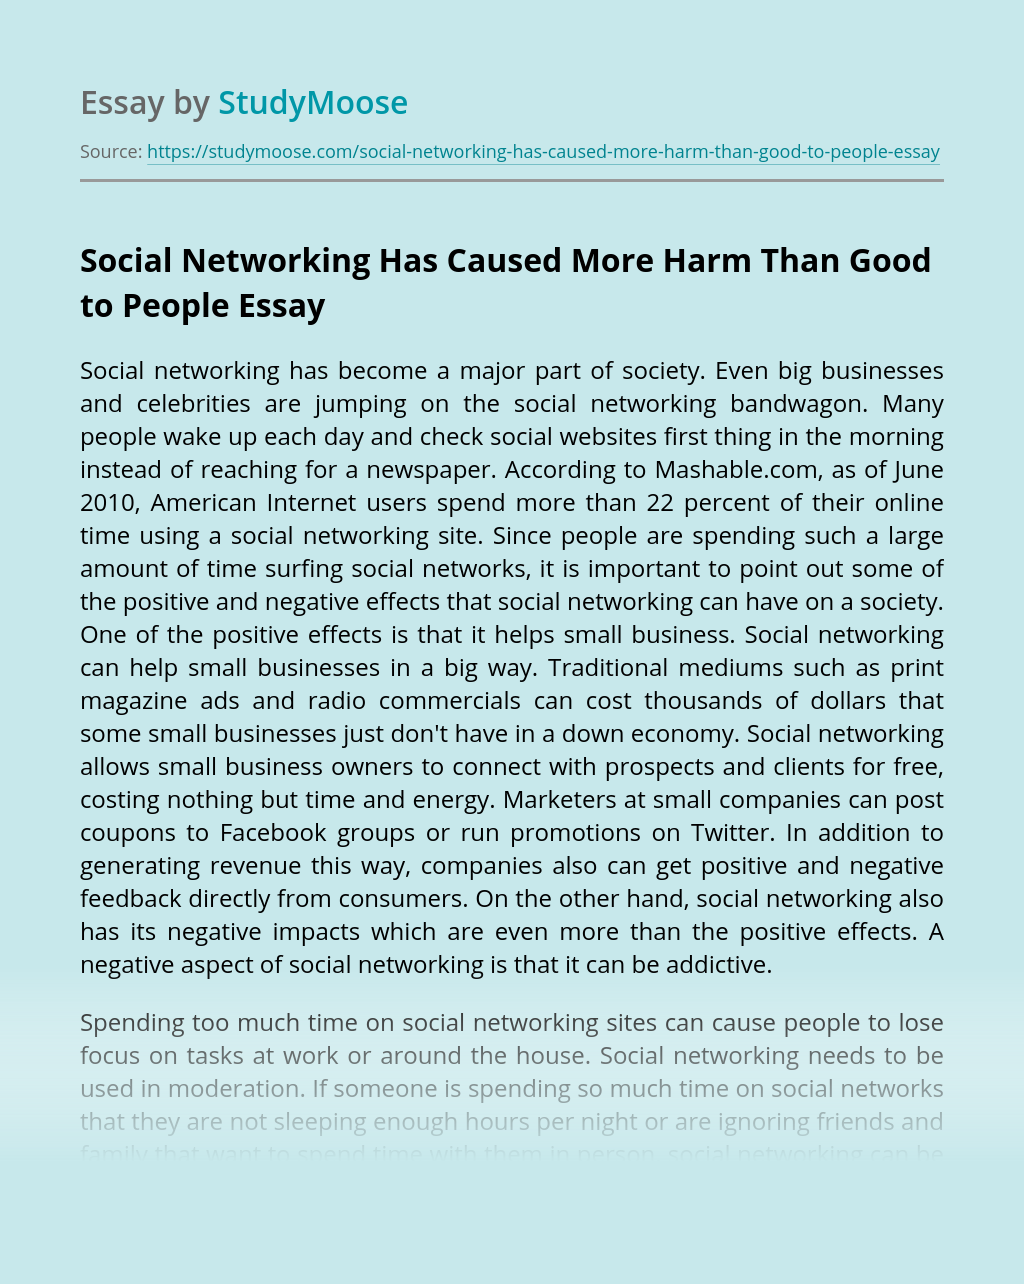 Essay by StudyMoose
Source: https://studymoose.com/social-networking-has-caused-more-harm-than-good-to-people-essay
Social Networking Has Caused More Harm Than Good
to People Essay
Social networking has become a major part of society. Even big businesses
and celebrities are jumping on the social networking bandwagon. Many
people wake up each day and check social websites first thing in the morning
instead of reaching for a newspaper. According to Mashable.com, as of June
2010, American Internet users spend more than 22 percent of their online
time using a social networking site. Since people are spending such a large
amount of time surfing social networks, it is important to point out some of
the positive and negative effects that social networking can have on a society.
One of the positive effects is that it helps small business. Social networking
can help small businesses in a big way. Traditional mediums such as print
magazine ads and radio commercials can cost thousands of dollars that
some small businesses just don't have in a down economy. Social networking
allows small business owners to connect with prospects and clients for free,
costing nothing but time and energy. Marketers at small companies can post
coupons to Facebook groups or run promotions on Twitter. In addition to
generating revenue this way, companies also can get positive and negative
feedback directly from consumers. On the other hand, social networking also
has its negative impacts which are even more than the positive effects. A
negative aspect of social networking is that it can be addictive.
Spending too much time on social networking sites can cause people to lose
focus on tasks at work or around the house. Social networking needs to be
used in moderation. If someone is spending so much time on social networks
that they are not sleeping enough hours per night or are ignoring friends and
family that want to spend time with them in person, social networking can be